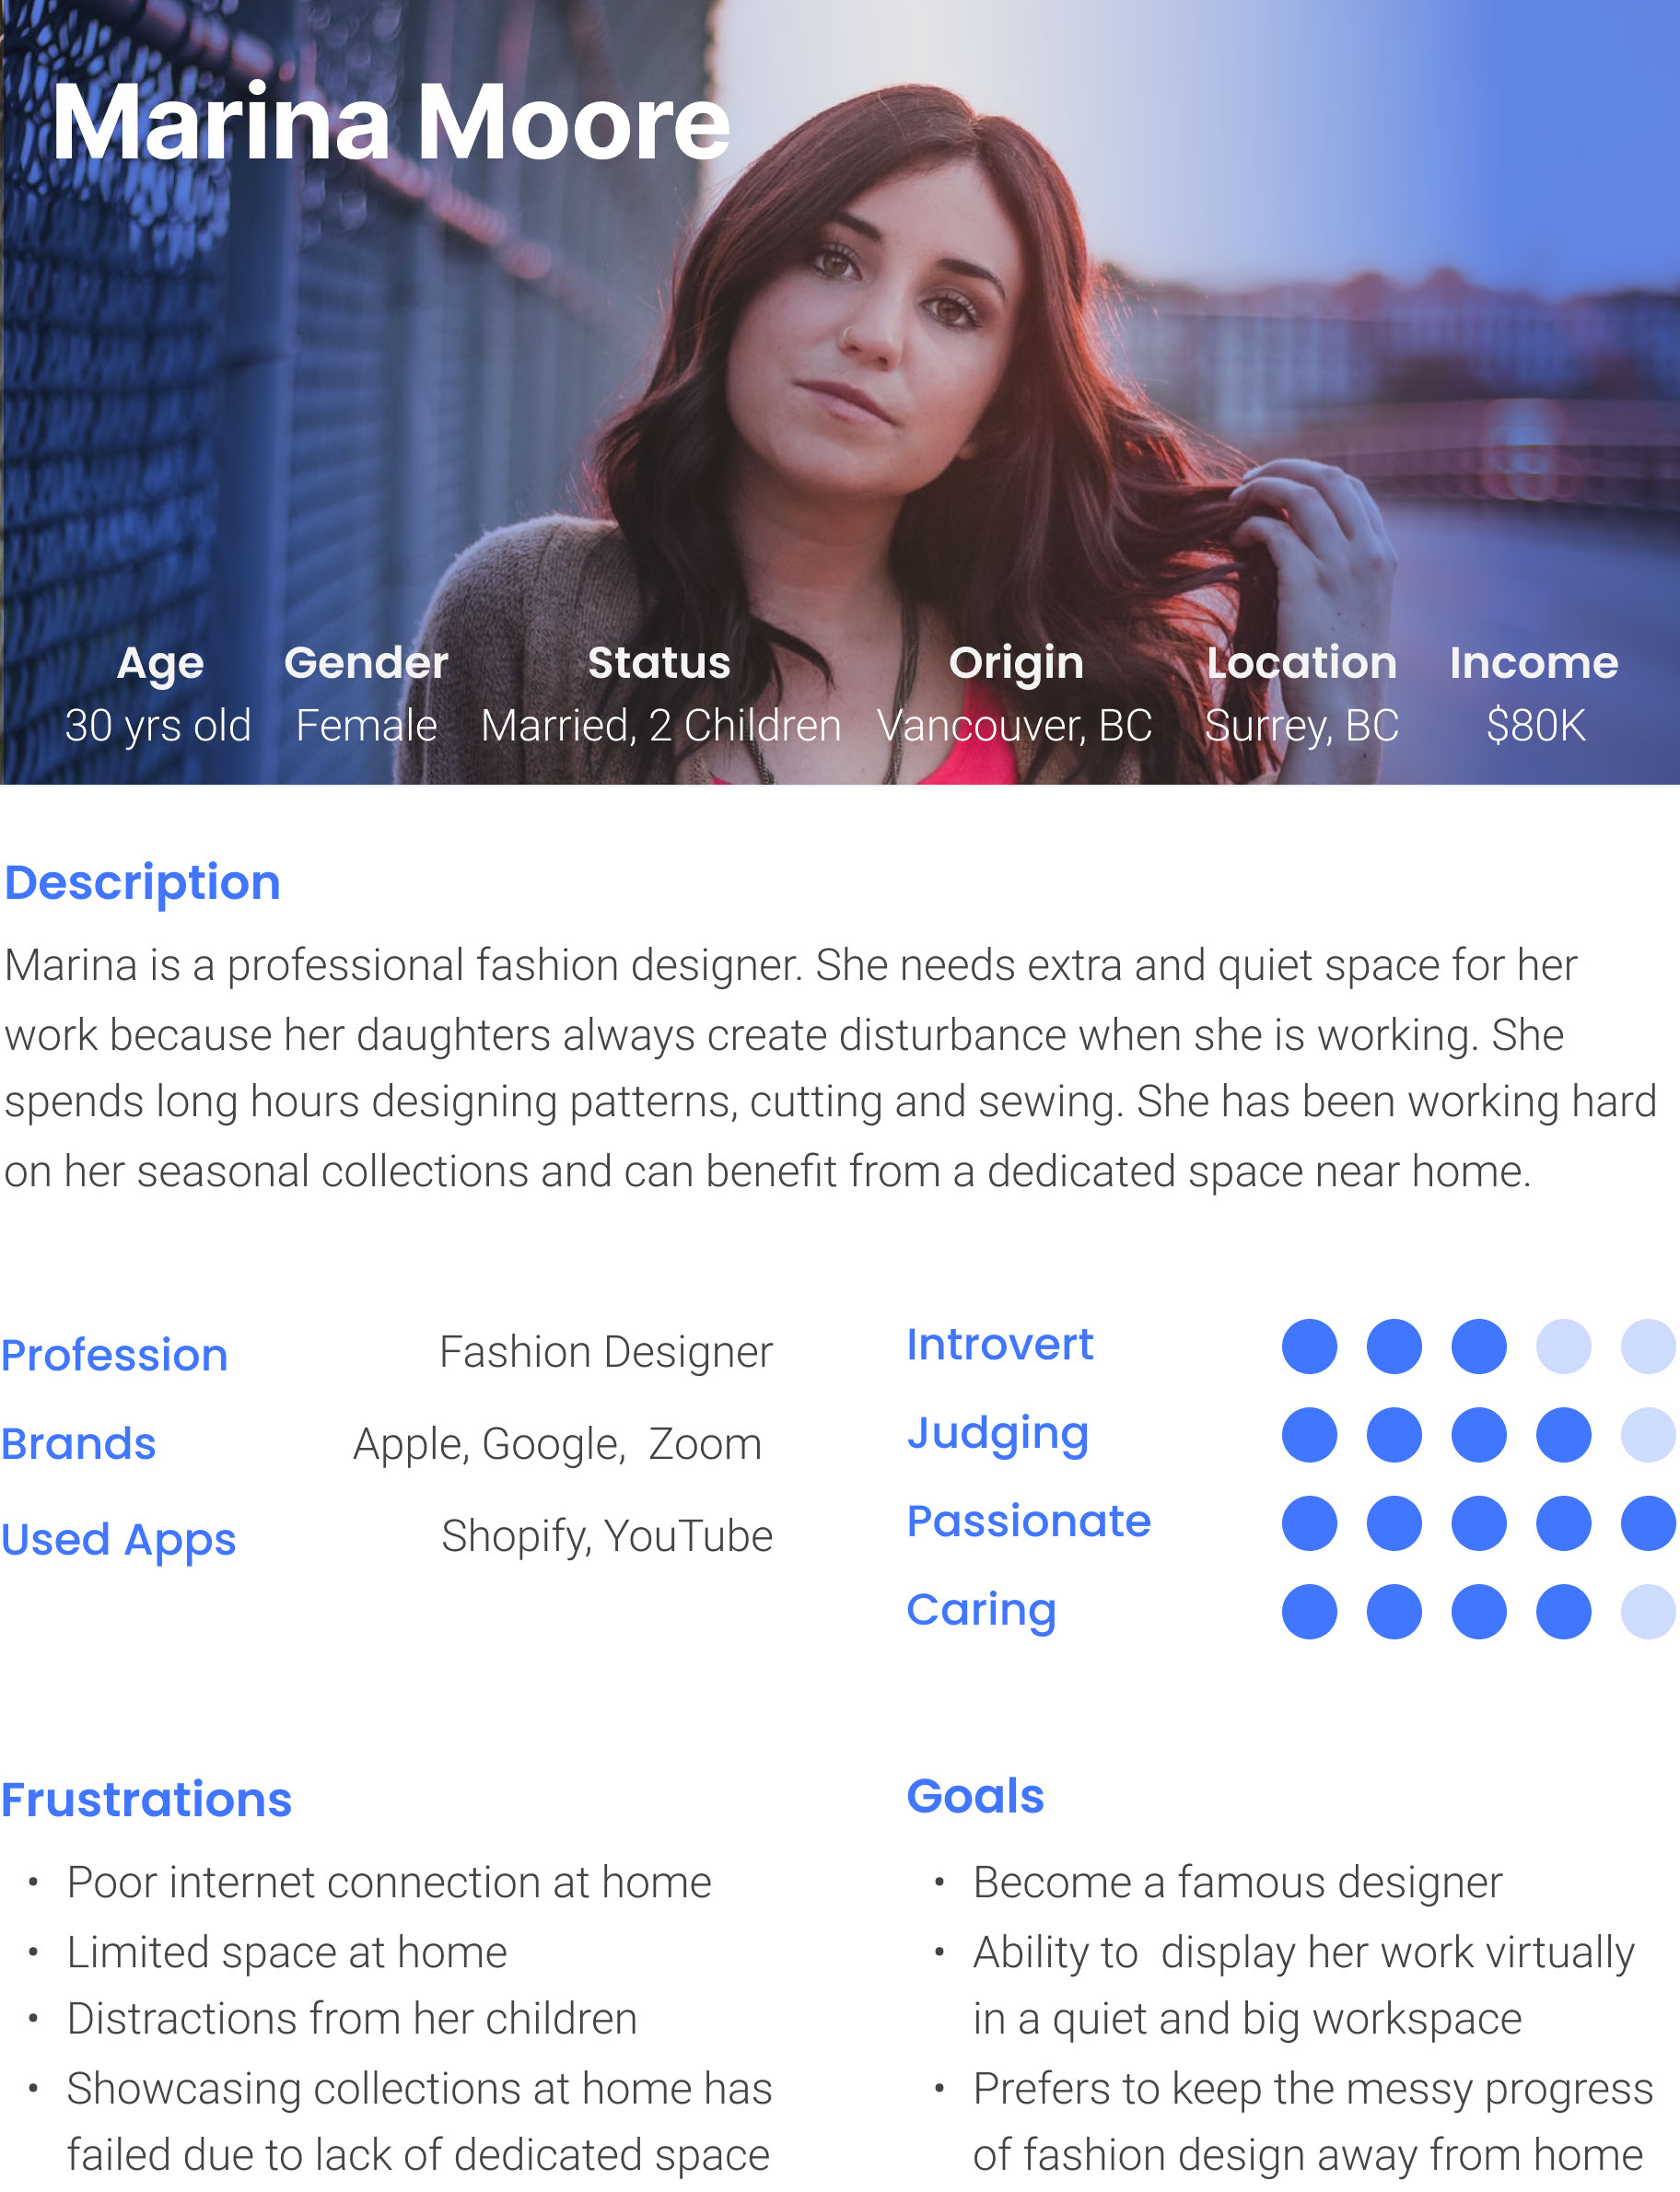 Marina Moore
Age
Gender
Status
Origin
Location
Income
30 yrs old
Female
Married, 2 Children
Vancouver, BC
Surrey, BC
$80K
Description
Marina is a professional fashion designer. She needs extra and quiet space for her
work because her daughters always create disturbance when she is working. She
spends long hours designing patterns, cutting and sewing. She has been working hard
on her seasonal collections and can benefit from a dedicated space near home.
Profession Fashion Designer
Brands Apple, Google,  Zoom
Used Apps Shopify, YouTube
Introvert
Judging
Passionate
Caring
Frustrations
• Poor internet connection at home
• Limited space at home
• Distractions from her children
• Showcasing collections at home has
failed due to lack of dedicated space
Goals
• Become a famous designer
• Ability to  display her work virtually
in a quiet and big workspace
• Prefers to keep the messy progress
of fashion design away from home